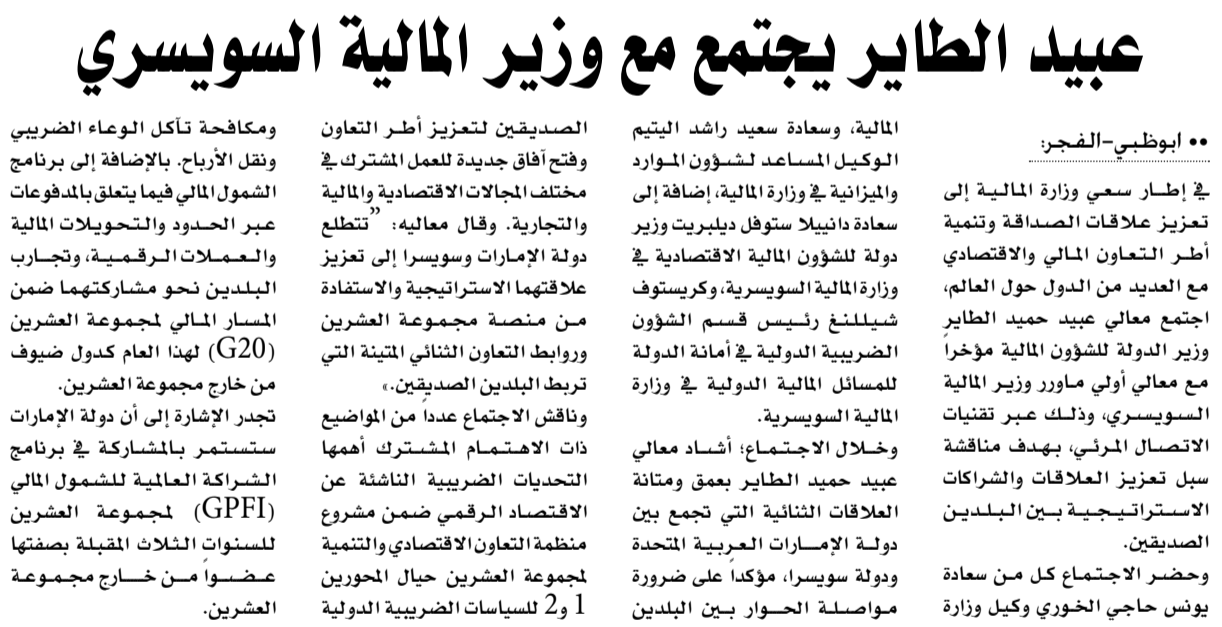 عبيد الطاير يجتمع مع وزير المالية السويسري
•• ابوظبي-الفجر:
في إطار سعي وزارة المالية إلى
تعزيز علاقات الصداقة وتنمية
أطر التعاون المالي والاقتصادي
مع العديد من الدول حول العالم،
اجتمع معالي عبيد حميد الطاير
وزير الدولة للشؤون المالية مؤخراً
مع معالي أولي ماورر وزير المالية
السويسري، وذلك عبر تقنيات
الاتصال المرئي، بهدف مناقشة
سبل تعزيز العلاقات والشراكات
الاستراتيجية بين البلدين
الصديقين.
وحضر الاجتماع كل من سعادة
يونس حاجي الخوري وكيل وزارة
المالية، وسعادة سعيد راشد اليتيم
الوكيل المساعد لشؤون الموارد
والميزانية في وزارة المالية، إضافة إلى
سعادة دانييلا ستوفل ديلبريت وزير
دولة للشؤون المالية الاقتصادية في
وزارة المالية السويسرية، وكريستوف
شيللنغ رئيس قسم الشؤون
الضريبية الدولية في أمانة الدولة
للمسائل المالية الدولية في وزارة
المالية السويسرية.
وخلال الاجتماع؛ أشاد معالي
عبيد حميد الطاير بعمق ومتانة
العلاقات الثنائية التي تجمع بين
دولة الإمارات العربية المتحدة
ودولة سويسرا، مؤكداً على ضرورة
مواصلة الحوار بين البلدين
الصديقين لتعزيز أطر التعاون
وفتح آفاق جديدة للعمل المشترك في
مختلف المجالات الاقتصادية والمالية
والتجارية. وقال معاليه: ”تتطلع
دولة الإمارات وسويسرا إلى تعزيز
علاقتهما الاستراتيجية والاستفادة
من منصة مجموعة العشرين
وروابط التعاون الثنائي المتينة التي
تربط البلدين الصديقين.»
وناقش الاجتماع عدداً من المواضيع
ذات الاهتمام المشترك أهمها
التحديات الضريبية الناشئة عن
الاقتصاد الرقمي ضمن مشروع
منظمة التعاون الاقتصادي والتنمية
لمجموعة العشرين حيال المحورين
1 و2 للسياسات الضريبية الدولية
ومكافحة تآكل الوعاء الضريبي
ونقل الأرباح. بالإضافة إلى برنامج
الشمول المالي فيما يتعلق بالمدفوعات
عبر الحدود والتحويلات المالية
والعملات الرقمية، وتجارب
البلدين نحو مشاركتهما ضمن
المسار المالي لمجموعة العشرين
(G20) لهذا العام كدول ضيوف
من خارج مجموعة العشرين.
تجدر الإشارة إلى أن دولة الإمارات
ستستمر بالمشاركة في برنامج
الشراكة العالمية للشمول المالي
(GPFI) لمجموعة العشرين
للسنوات الثلاث المقبلة بصفتها
عضواً من خارج مجموعة
العشرين.